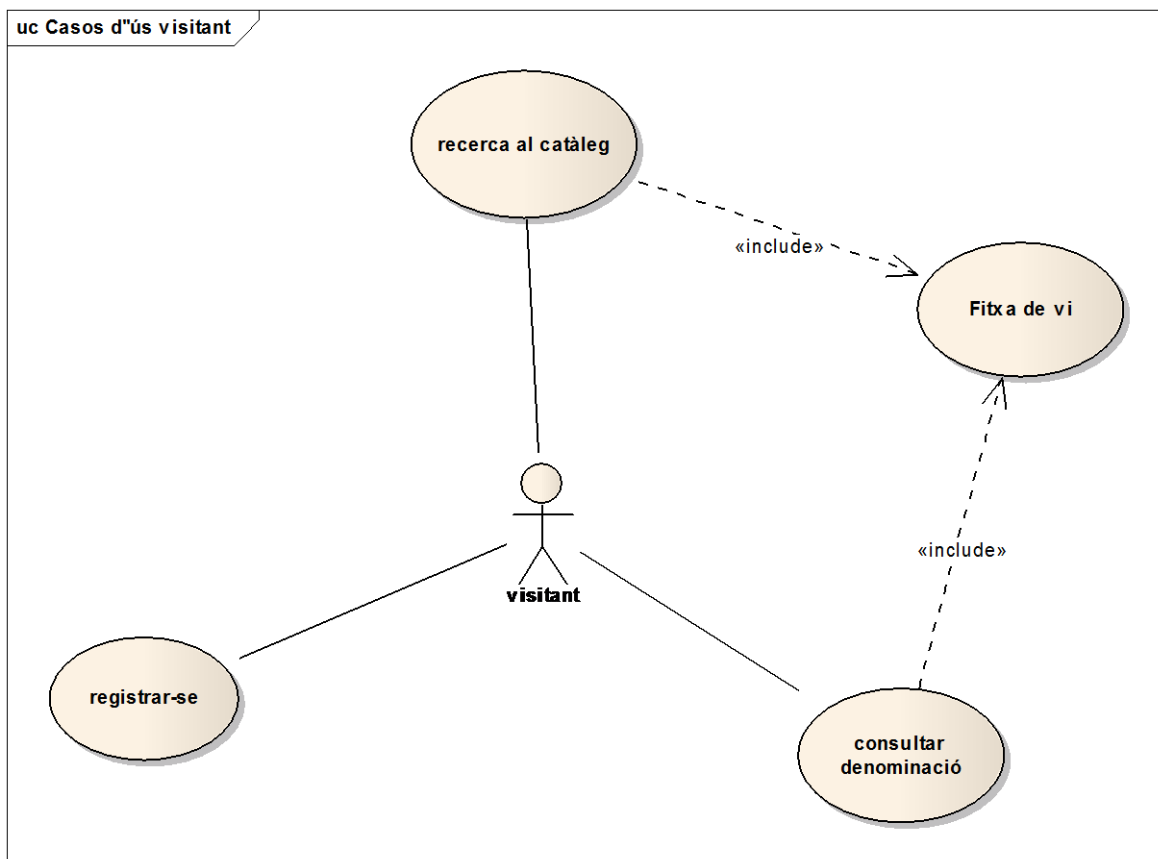 uc Casos d"ús visitant
recerca al catàleg
«include»
Fitxa de vi
«include»
visitant
registrar-se
consultar
denominació